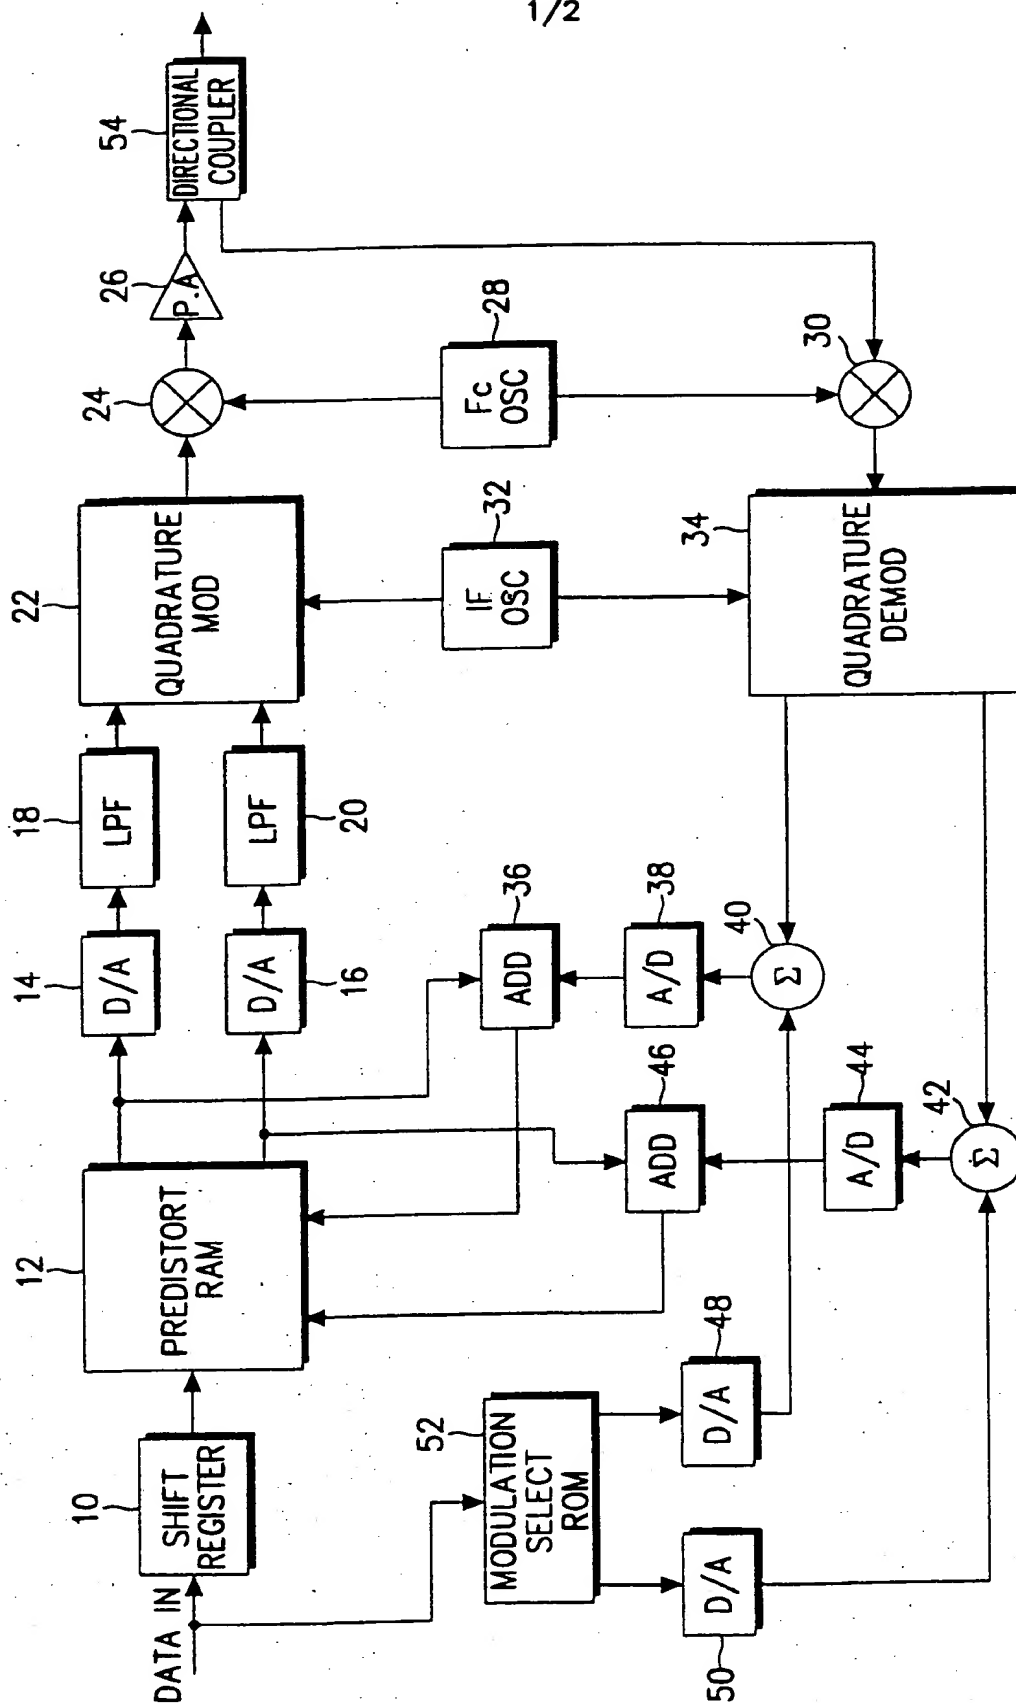 1/2
DATA IN
10
SHIFT
REGISTER
12
PREDISTORT
RAM
14
D/A
18
LPF
D/A
16
LPF
20
22
QUADRATURE
MOD
24
26
P.A
54
DIRECTIONAL
COUPLER
36
ADD
46
ADD
38
A/D
40
Σ
44
A/D
42
Σ
32
IF
OSC
28
Fc
OSC
30
34
QUADRATURE
DEMOD
52
MODULATION
SELECT
ROM
48
D/A
D/A
50